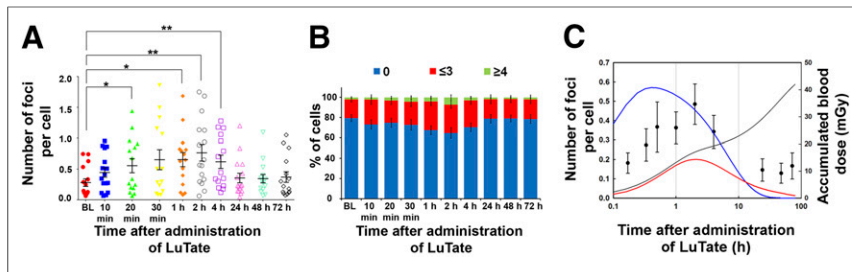 A
**
**
*
*
Number of foci
per cell
2.0
1.5
1.0
0.5
0.0
BL 10 20 30 1 h 2 h 4 h 24 h 48 h 72 h
min min min
Time after administration
of LuTate
B
0 ≤3 ≥4
% of cells
100
80
60
40
20
0
BL 10 20 30 1 h 2 h 4 h 24 h 48 h 72 h
min min min
Time after administration
of LuTate
C
Number of foci
per cell
0.7
0.6
0.5
0.4
0.3
0.2
0.1
0.0
0.1 1 10 100
50
40
30
20
10
0
Accumulated blood
dose (mGy)
Time after administration
of LuTate (h)